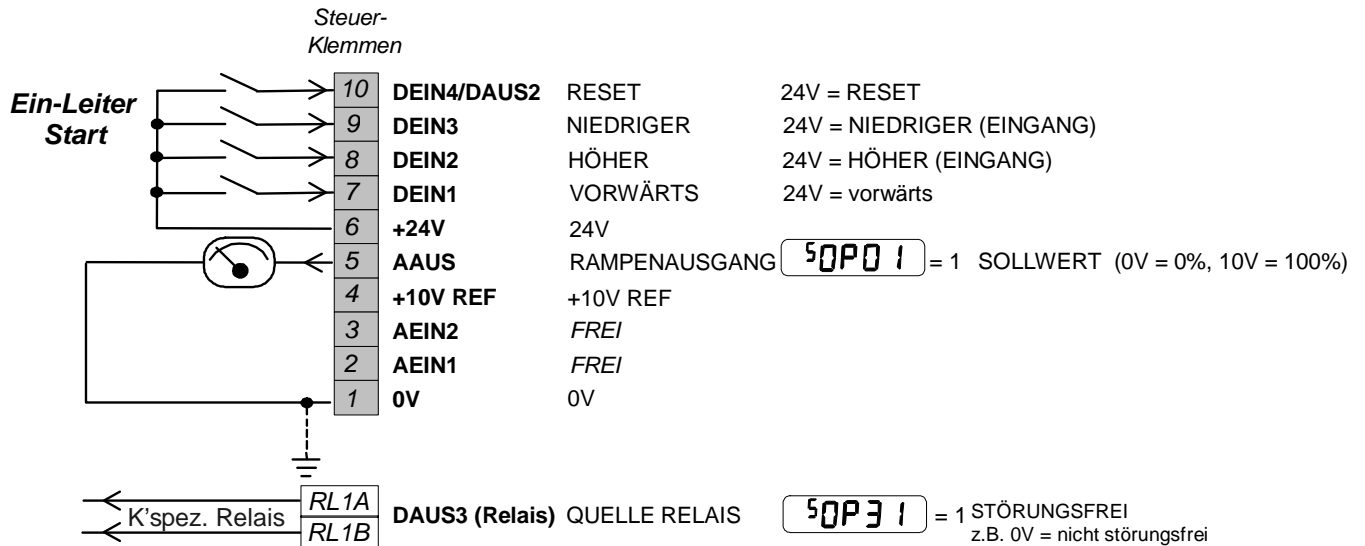 Steuer-
Klemmen
Ein-Leiter
Start
10 DEIN4/DAUS2 RESET 24V = RESET
9 DEIN3 NIEDRIGER 24V = NIEDRIGER (EINGANG)
8 DEIN2 HÖHER 24V = HÖHER (EINGANG)
7 DEIN1 VORWÄRTS 24V = vorwärts
6 +24V 24V
5 AAUS RAMPENAUSGANG SOP01 = 1 SOLLWERT (0V = 0%, 10V = 100%)
4 +10V REF +10V REF
3 AEIN2 FREI
2 AEIN1 FREI
1 0V 0V
K'spez. Relais
RL1A
RL1B
DAUS3 (Relais) QUELLE RELAIS SOP31 = 1 STÖRUNGSFREI
z.B. 0V = nicht störungsfrei